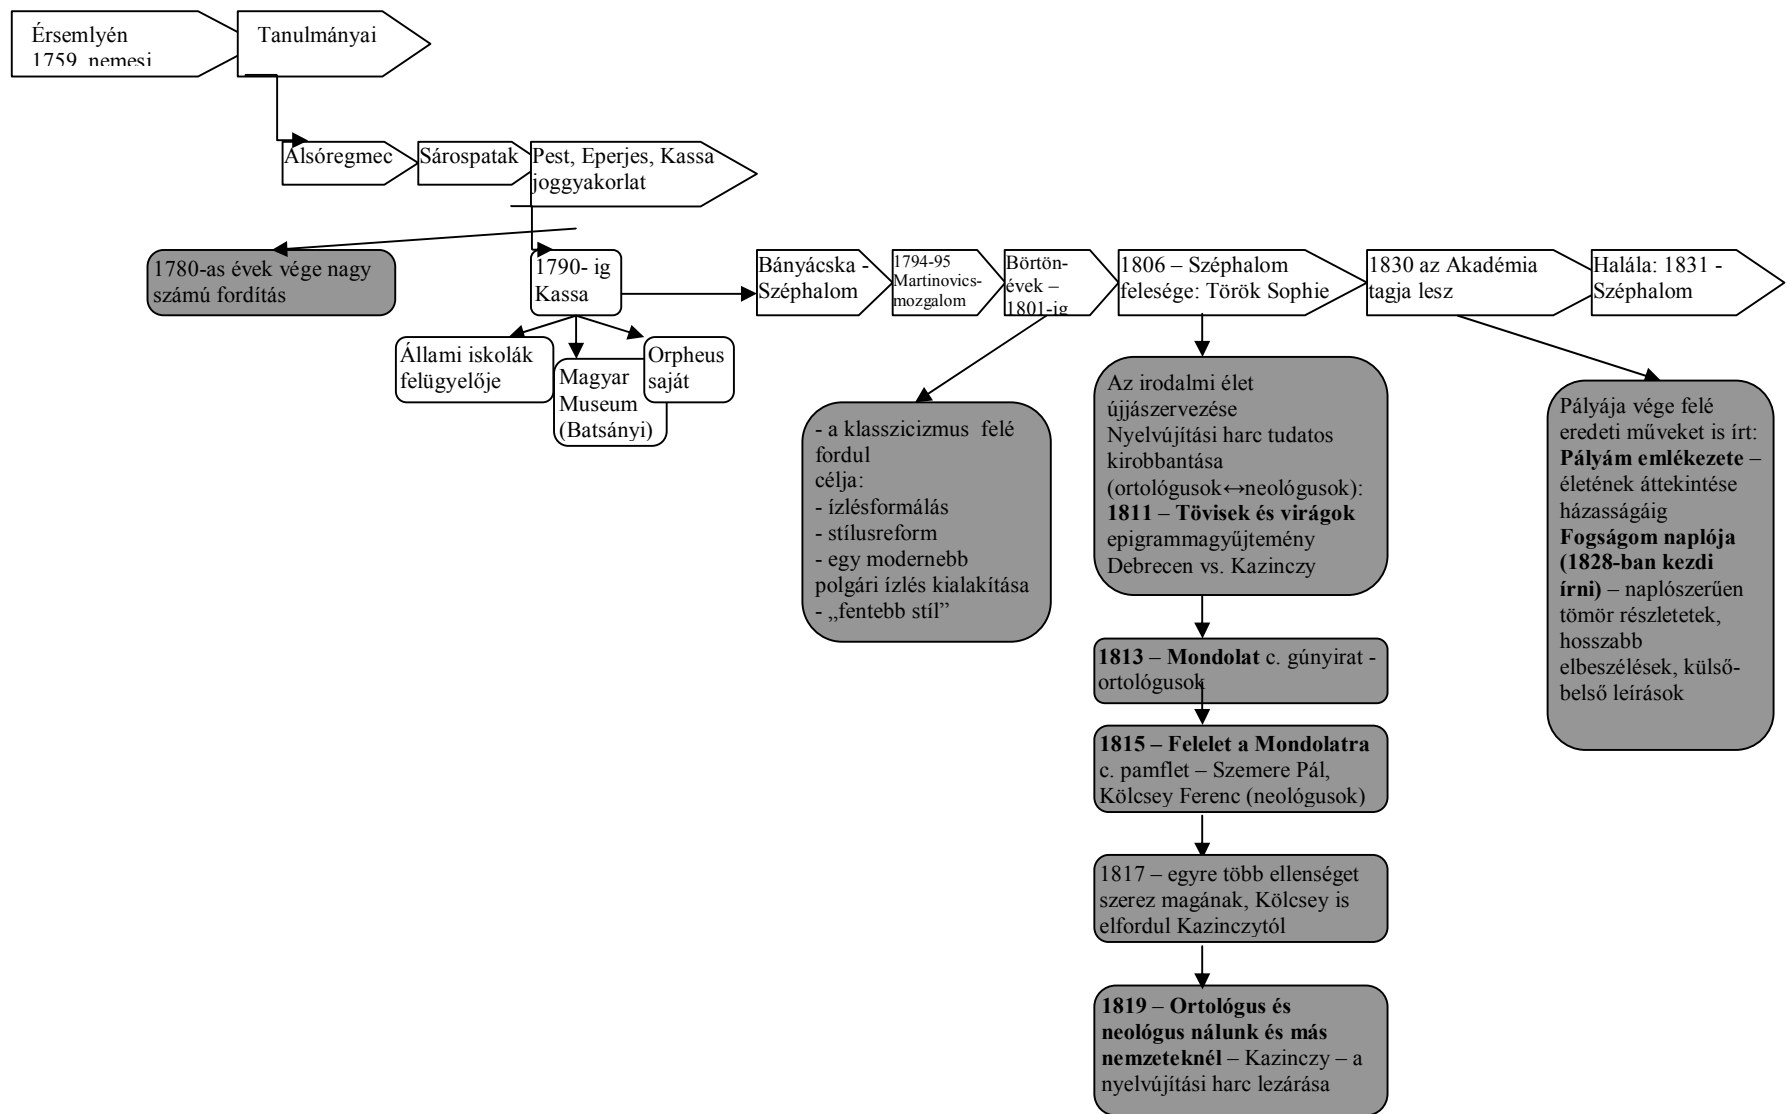 Érsemlyén
1759 nemesi
Tanulmányai
Alsóregmec
Sárospatak
Pest, Eperjes, Kassa
joggyakorlat
1780-as évek vége nagy
számú fordítás
1790- ig
Kassa
Bányácska -
Széphalom
1794-95
Martinovics-
mozgalom
Börtön-
évek –
1801-ig
1806 – Széphalom
felesége: Török Sophie
1830 az Akadémia
tagja lesz
Halála: 1831 -
Széphalom
Állami iskolák
felügyelője
Magyar
Museum
(Batsányi)
Orpheus
saját
- a klasszicizmus felé
fordul
célja:
- ízlésformálás
- stílusreform
- egy modernebb
polgári ízlés kialakítása
- „fentebb stíl”
Az irodalmi élet
újjászervezése
Nyelvújítási harc tudatos
kirobbantása
(ortológusok↔neológusok):
1811 – Tövisek és virágok
epigrammagyűjtemény
Debrecen vs. Kazinczy
1813 – Mondolat c. gúnyirat -
ortológusok
1815 – Felelet a Mondolatra
c. pamflet – Szemere Pál,
Kölcsey Ferenc (neológusok)
1817 – egyre több ellenséget
szerez magának, Kölcsey is
elfordul Kazinczytól
1819 – Ortológus és
neológus nálunk és más
nemzeteknél – Kazinczy – a
nyelvújítási harc lezárása
Pályája vége felé
eredeti műveket is írt:
Pályám emlékezete –
életének áttekintése
házasságáig
Fogságom naplója
(1828-ban kezdi
írni) – naplószerűen
tömör részletetek,
hosszabb
elbeszélések, külső-
belső leírások